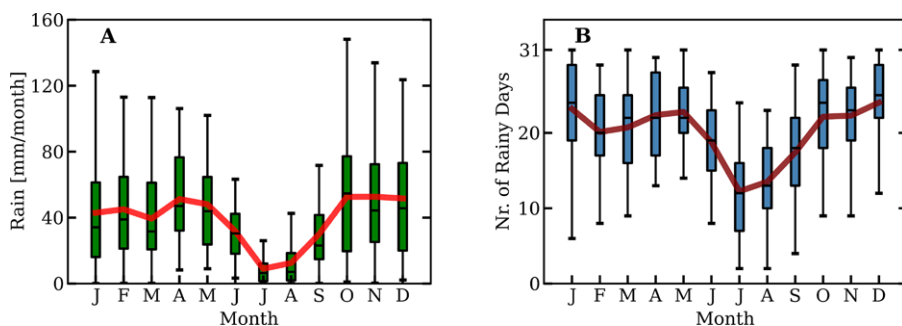 A
Rain [mm/month]
160
120
80
40
0
J F M A M J J A S O N D
Month
B
Nr. of Rainy Days
31
20
10
0
J F M A M J J A S O N D
Month